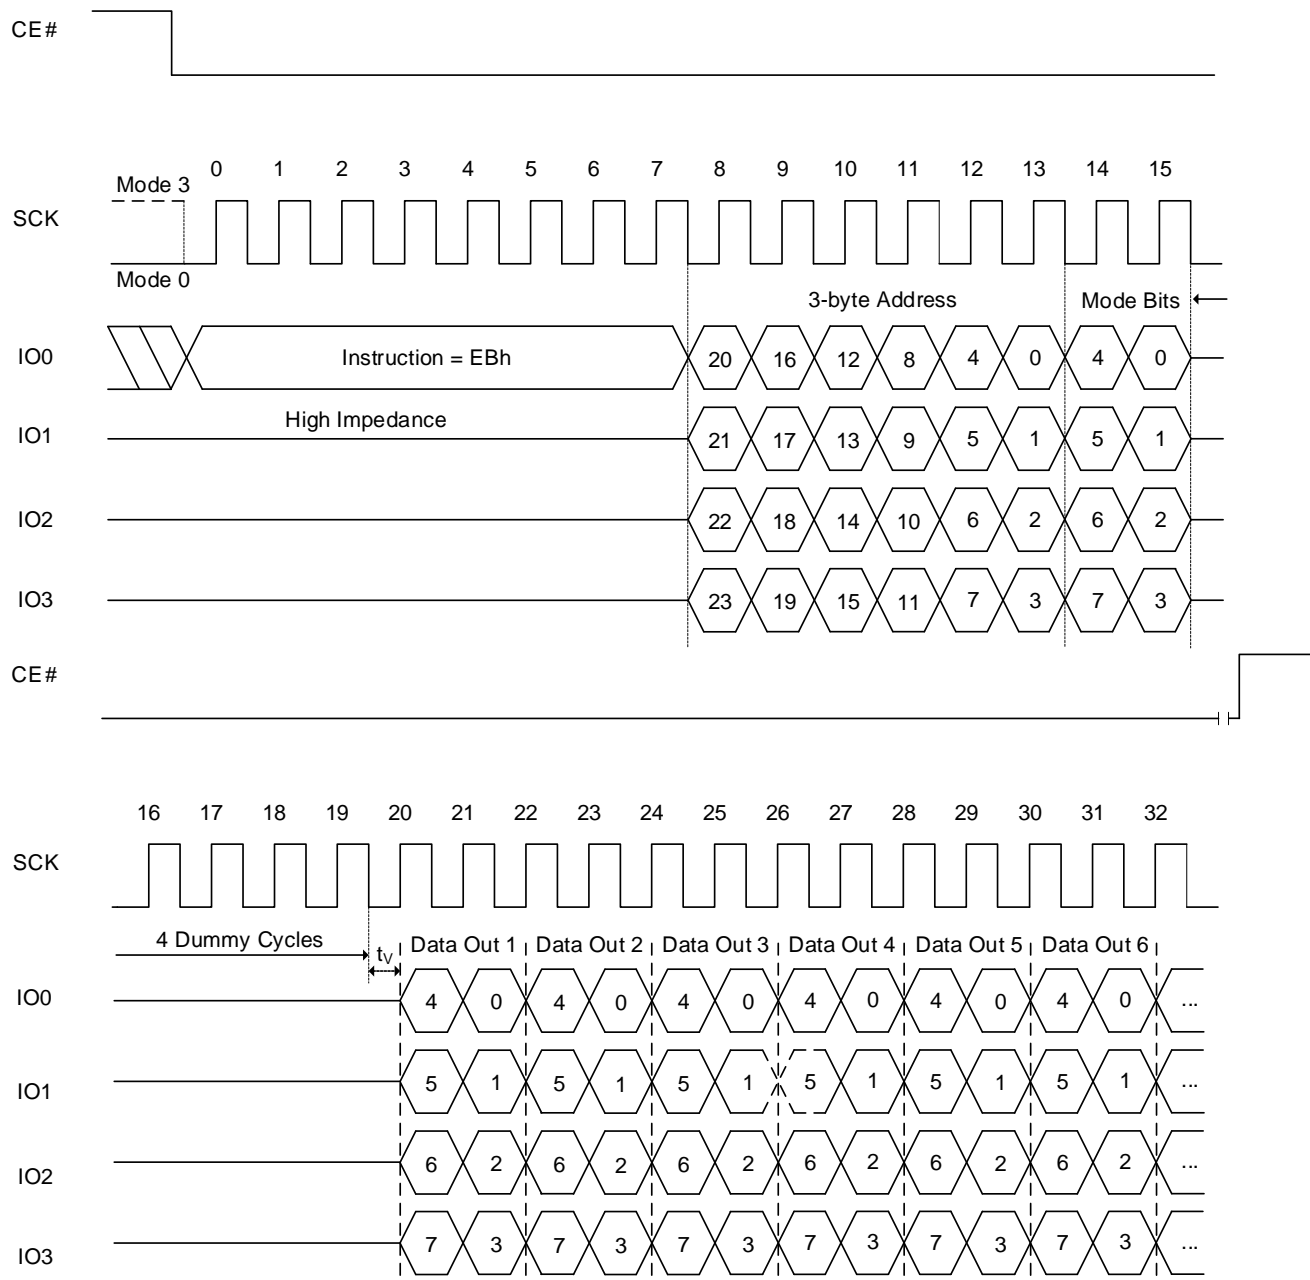 CE#
0 1 2 3 4 5 6 7 8 9 10 11 12 13 14 15
Mode 3
SCK
Mode 0
3-byte Address Mode Bits
IO0 Instruction = EBh 20 16 12 8 4 0 4 0
High Impedance
IO1 21 17 13 9 5 1 5 1
IO2 22 18 14 10 6 2 6 2
IO3 23 19 15 11 7 3 7 3
CE#
16 17 18 19 20 21 22 23 24 25 26 27 28 29 30 31 32
SCK
4 Dummy Cycles tV Data Out 1 Data Out 2 Data Out 3 Data Out 4 Data Out 5 Data Out 6
IO0 4 0 4 0 4 0 4 0 4 0 4 0 ...
IO1 5 1 5 1 5 1 5 1 5 1 5 1 ...
IO2 6 2 6 2 6 2 6 2 6 2 6 2 ...
IO3 7 3 7 3 7 3 7 3 7 3 7 3 ...